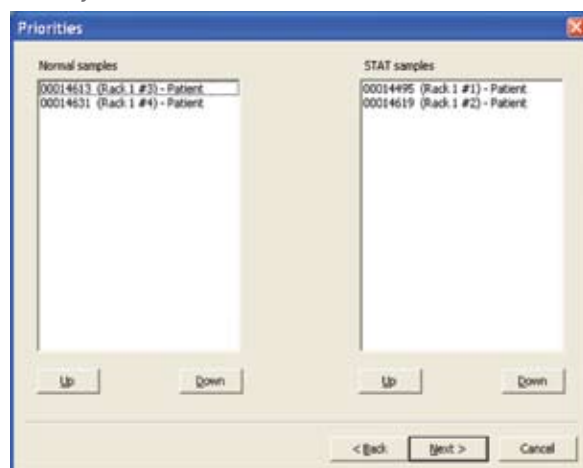 Priorities
Normal samples
00014613 (Rack 1 #3) - Patient
00014631 (Rack 1 #4) - Patient
STAT samples
00014495 (Rack 1 #1) - Patient
00014619 (Rack 1 #2) - Patient
Up
Down
Up
Down
< Back
Next >
Cancel